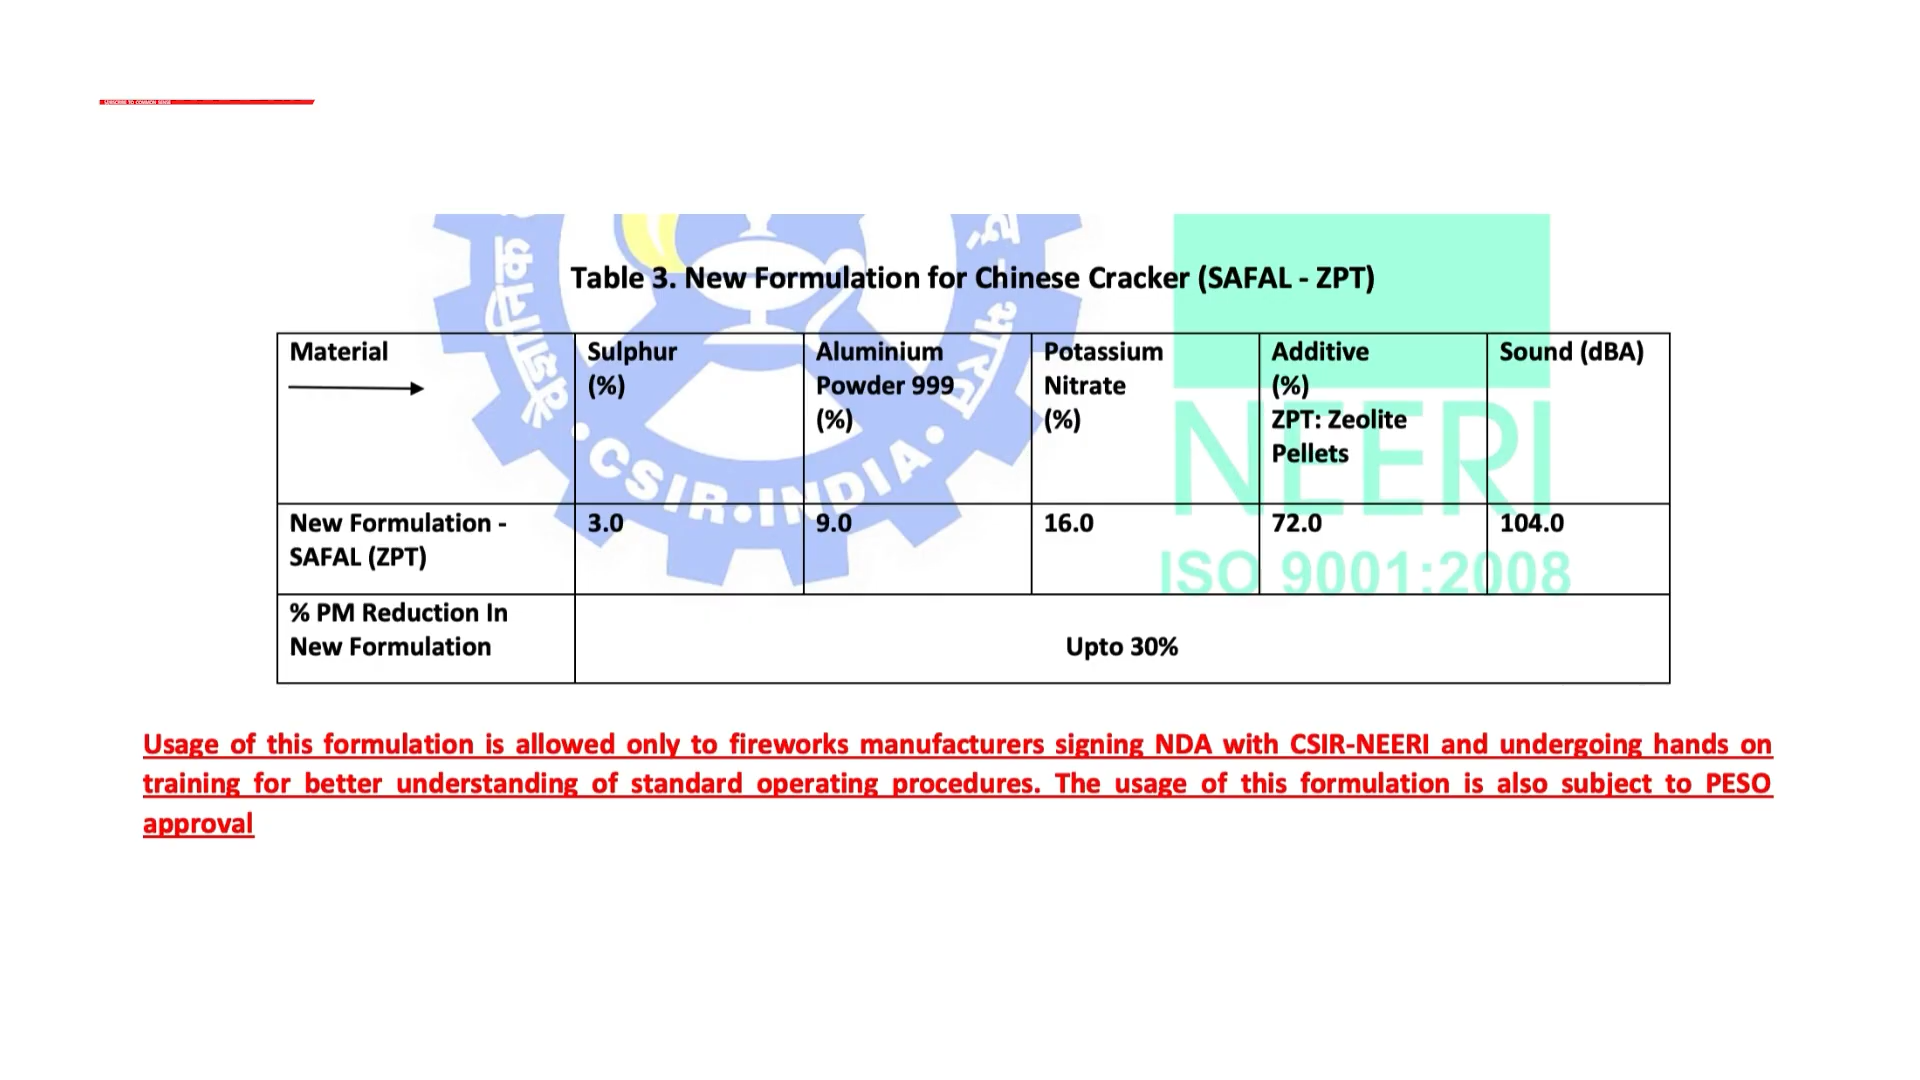 SUBSCRIBE TO COMMON SENSE
Table 3. New Formulation for Chinese Cracker (SAFAL - ZPT)
Material
Sulphur
(%)
Aluminium
Powder 999
(%)
Potassium
Nitrate
(%)
Additive
(%)
ZPT: Zeolite
Pellets
Sound (dBA)
New Formulation -
SAFAL (ZPT)
3.0
9.0
16.0
72.0
104.0
% PM Reduction In
New Formulation
Upto 30%
CSIR • INDIA
NEERI
ISO 9001:2008
Usage of this formulation is allowed only to fireworks manufacturers signing NDA with CSIR-NEERI and undergoing hands on
training for better understanding of standard operating procedures. The usage of this formulation is also subject to PESO
approval